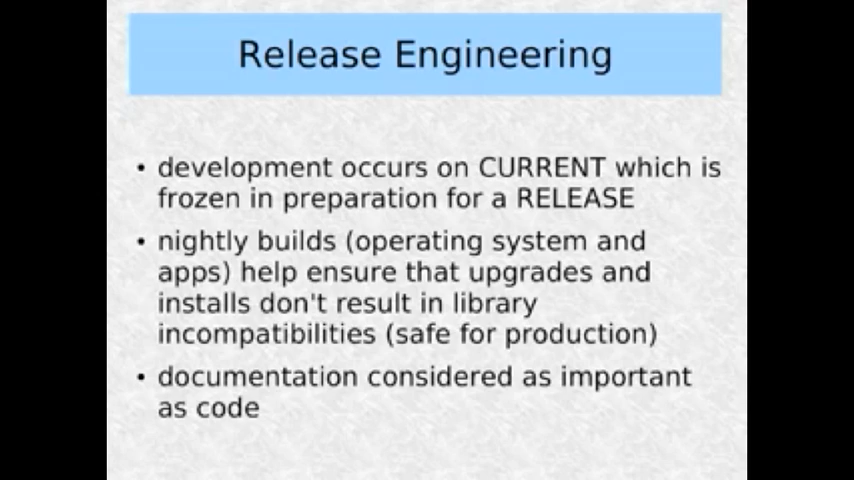 Release Engineering
• development occurs on CURRENT which is
frozen in preparation for a RELEASE
• nightly builds (operating system and
apps) help ensure that upgrades and
installs don't result in library
incompatibilities (safe for production)
• documentation considered as important
as code